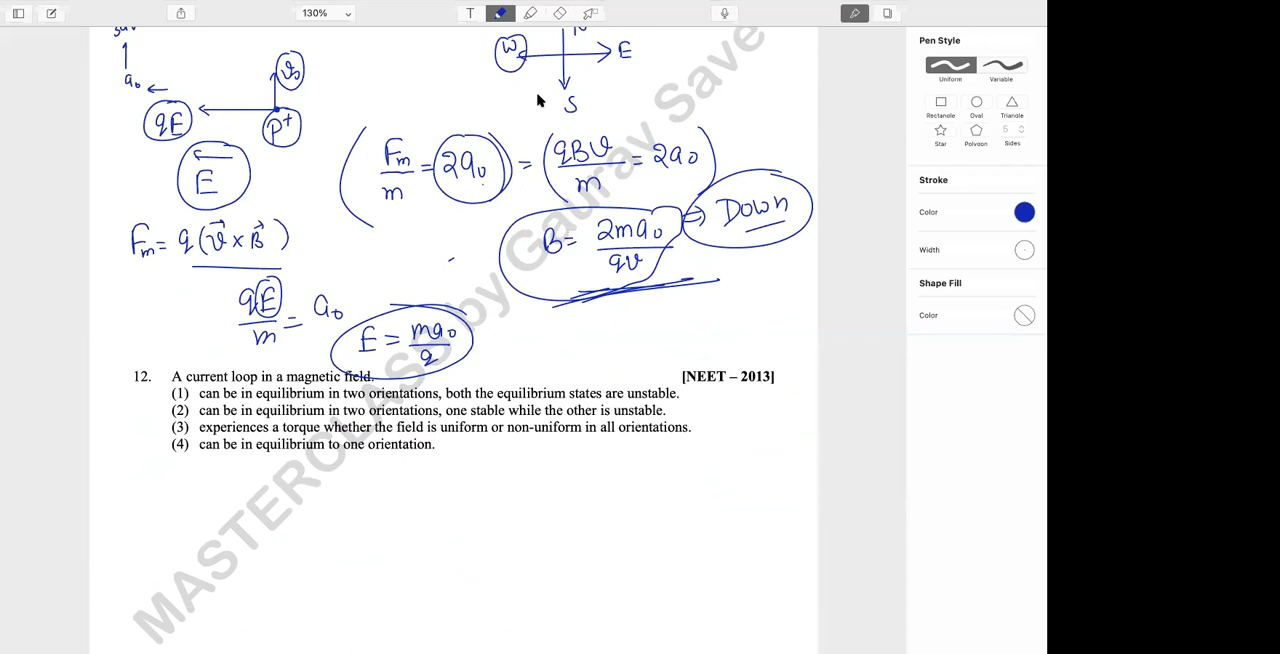 130%
T
Pen Style
Uniform
Variable
Rectangle
Oval
Triangle
Star
Polygon
Sides
5
Stroke
Color
Width
Shape Fill
Color
W
E
S
a₀
v₀
qE
P⁺
E
Fm/m = 2a₀ = (qBv/m = 2a₀)
B = 2ma₀/qv ⇒ Down
Fm = q(v⃗ × B⃗)
qE/m = a₀
E = ma₀/q
12. A current loop in a magnetic field. [NEET – 2013]
(1) can be in equilibrium in two orientations, both the equilibrium states are unstable.
(2) can be in equilibrium in two orientations, one stable while the other is unstable.
(3) experiences a torque whether the field is uniform or non-uniform in all orientations.
(4) can be in equilibrium to one orientation.
MASTERCLASS by Gaurav Save